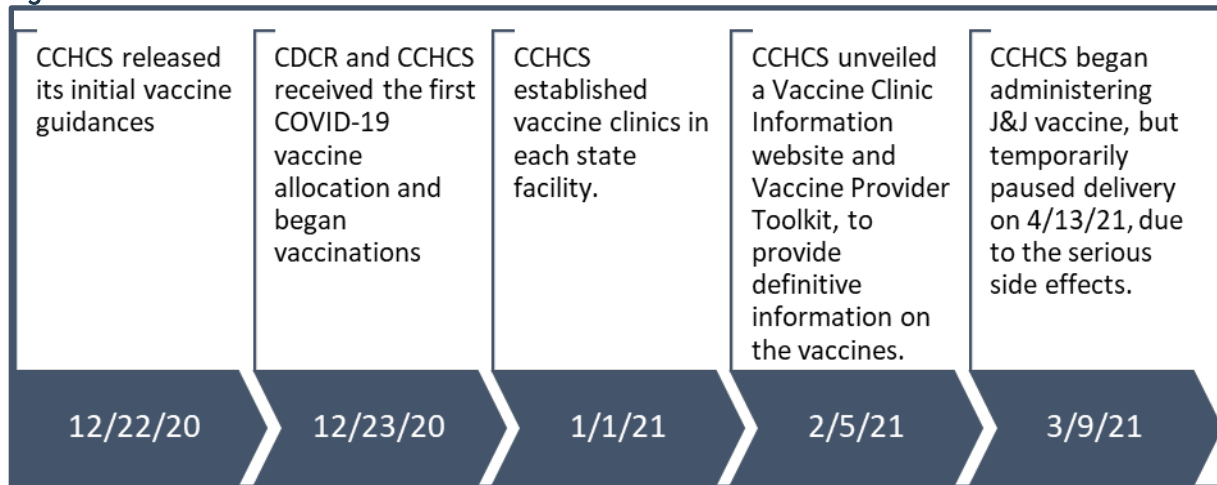 CCHCS released
its initial vaccine
guidances
CDCR and CCHCS
received the first
COVID-19
vaccine
allocation and
began
vaccinations
CCHCS
established
vaccine clinics in
each state
facility.
CCHCS unveiled
a Vaccine Clinic
Information
website and
Vaccine Provider
Toolkit, to
provide
definitive
information on
the vaccines.
CCHCS began
administering
J&J vaccine, but
temporarily
paused delivery
on 4/13/21, due
to the serious
side effects.
12/22/20
12/23/20
1/1/21
2/5/21
3/9/21